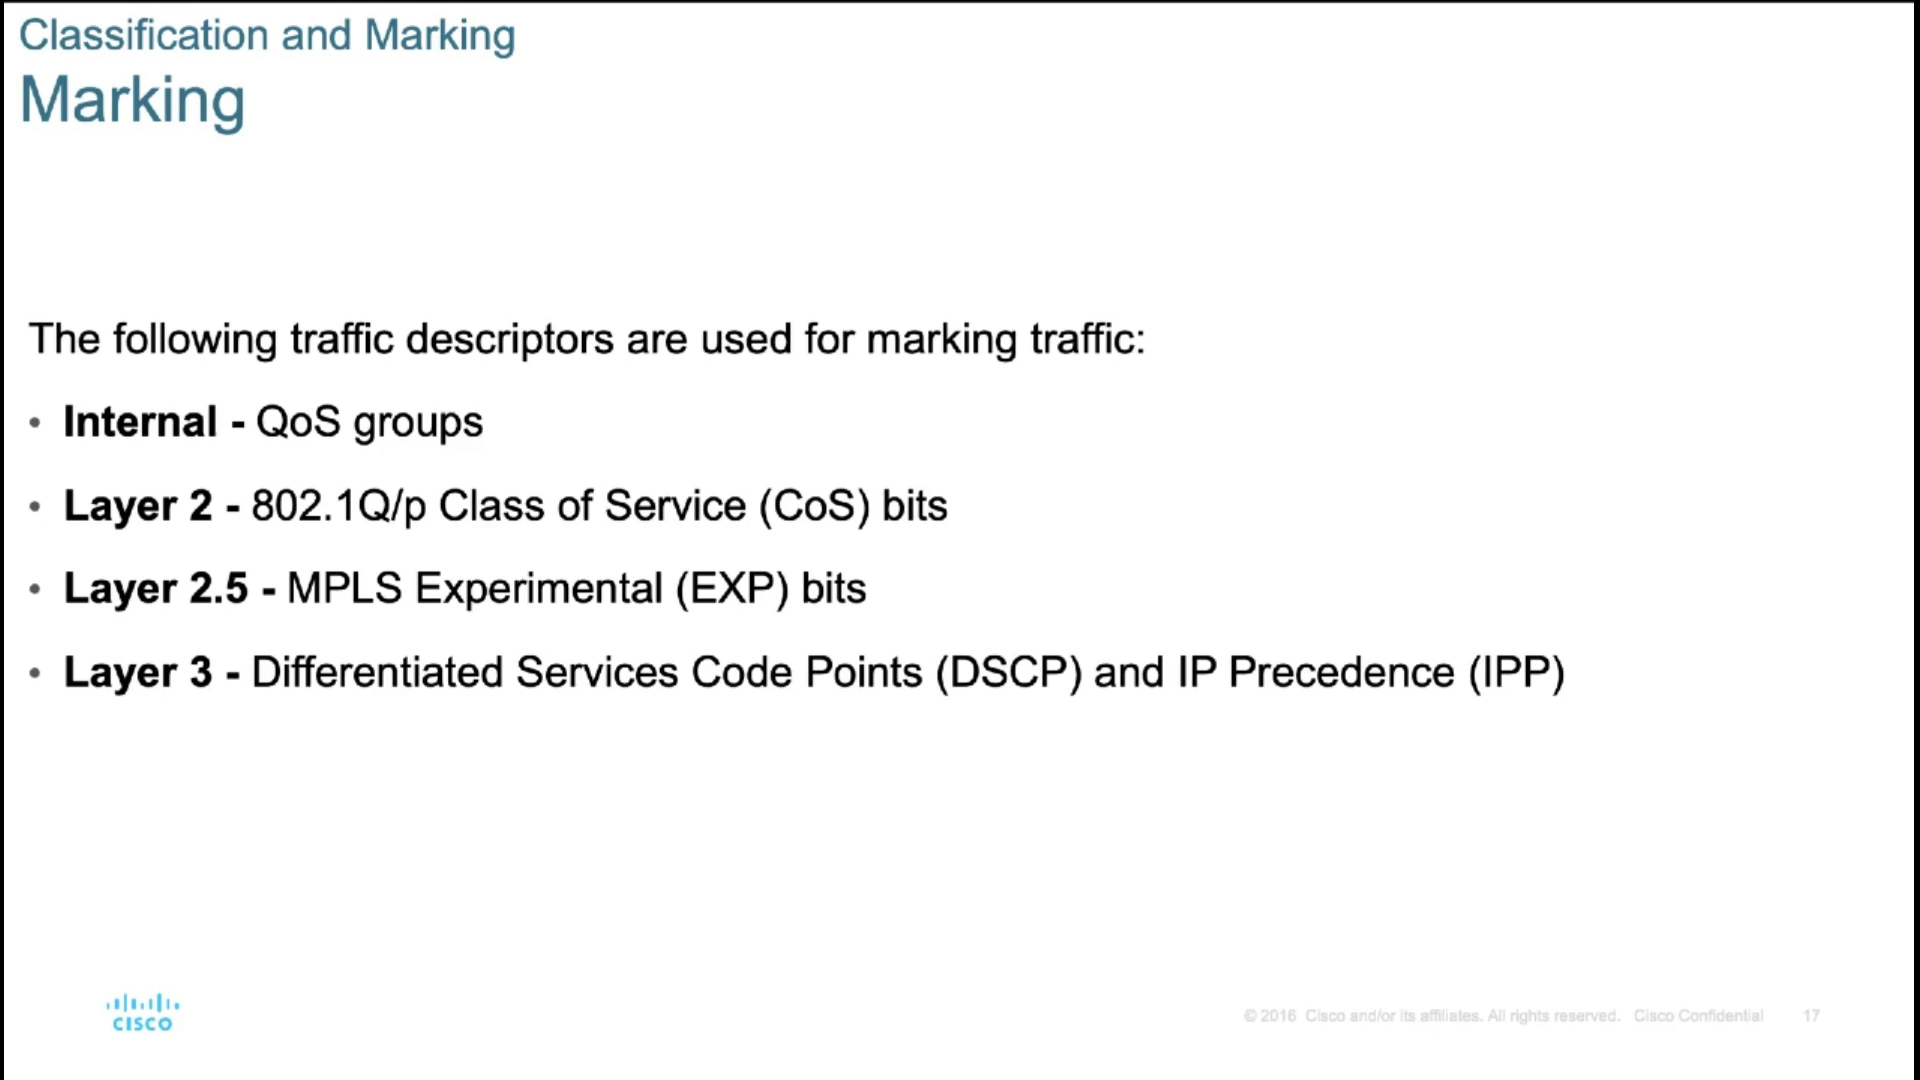 Classification and Marking
Marking
The following traffic descriptors are used for marking traffic:
• Internal - QoS groups
• Layer 2 - 802.1Q/p Class of Service (CoS) bits
• Layer 2.5 - MPLS Experimental (EXP) bits
• Layer 3 - Differentiated Services Code Points (DSCP) and IP Precedence (IPP)
CISCO
© 2016 Cisco and/or its affiliates. All rights reserved. Cisco Confidential 17